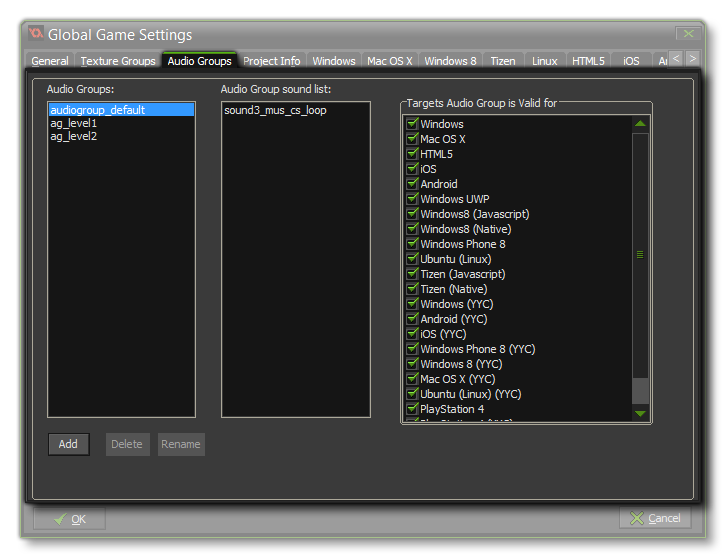 Global Game Settings
General Texture Groups Audio Groups Project Info Windows Mac OS X Windows 8 Tizen Linux HTML5 iOS
Audio Groups:
audiogroup_default
ag_level1
ag_level2
Add Delete Rename
Audio Group sound list:
sound3_mus_cs_loop
Targets Audio Group is Valid for
Windows
Mac OS X
HTML5
iOS
Android
Windows UWP
Windows8 (Javascript)
Windows8 (Native)
Windows Phone 8
Ubuntu (Linux)
Tizen (Javascript)
Tizen (Native)
Windows (YYC)
Android (YYC)
iOS (YYC)
Windows Phone 8 (YYC)
Windows 8 (YYC)
Mac OS X (YYC)
Ubuntu (Linux) (YYC)
PlayStation 4
OK
Cancel